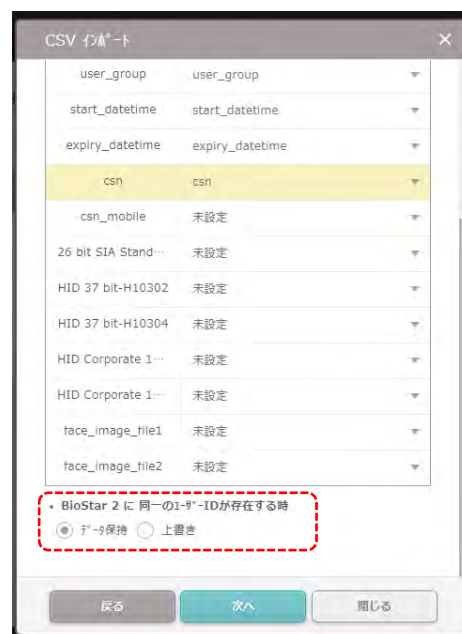 CSV ｲﾝﾎﾟｰﾄ ×
user_group user_group
start_datetime start_datetime
expiry_datetime expiry_datetime
csn csn
csn_mobile 未設定
26 bit SIA Stand… 未設定
HID 37 bit-H10302 未設定
HID 37 bit-H10304 未設定
HID Corporate 1… 未設定
HID Corporate 1… 未設定
face_image_file1 未設定
face_image_file2 未設定
• BioStar 2 に 同一のﾕｰｻﾞｰIDが存在する時
ﾃﾞｰﾀ保持 上書き
戻る 次へ 閉じる